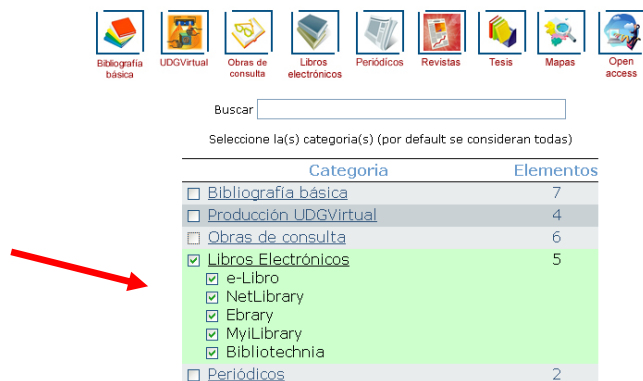 Bibliografía básica
UDGVirtual
Obras de consulta
Libros electrónicos
Periódicos
Revistas
Tesis
Mapas
Open access
Buscar
Seleccione la(s) categoria(s) (por default se consideran todas)
Categoria Elementos
Bibliografía básica 7
Producción UDGVirtual 4
Obras de consulta 6
Libros Electrónicos 5
e-Libro
NetLibrary
Ebrary
MyiLibrary
Bibliotechnia
Periódicos 2